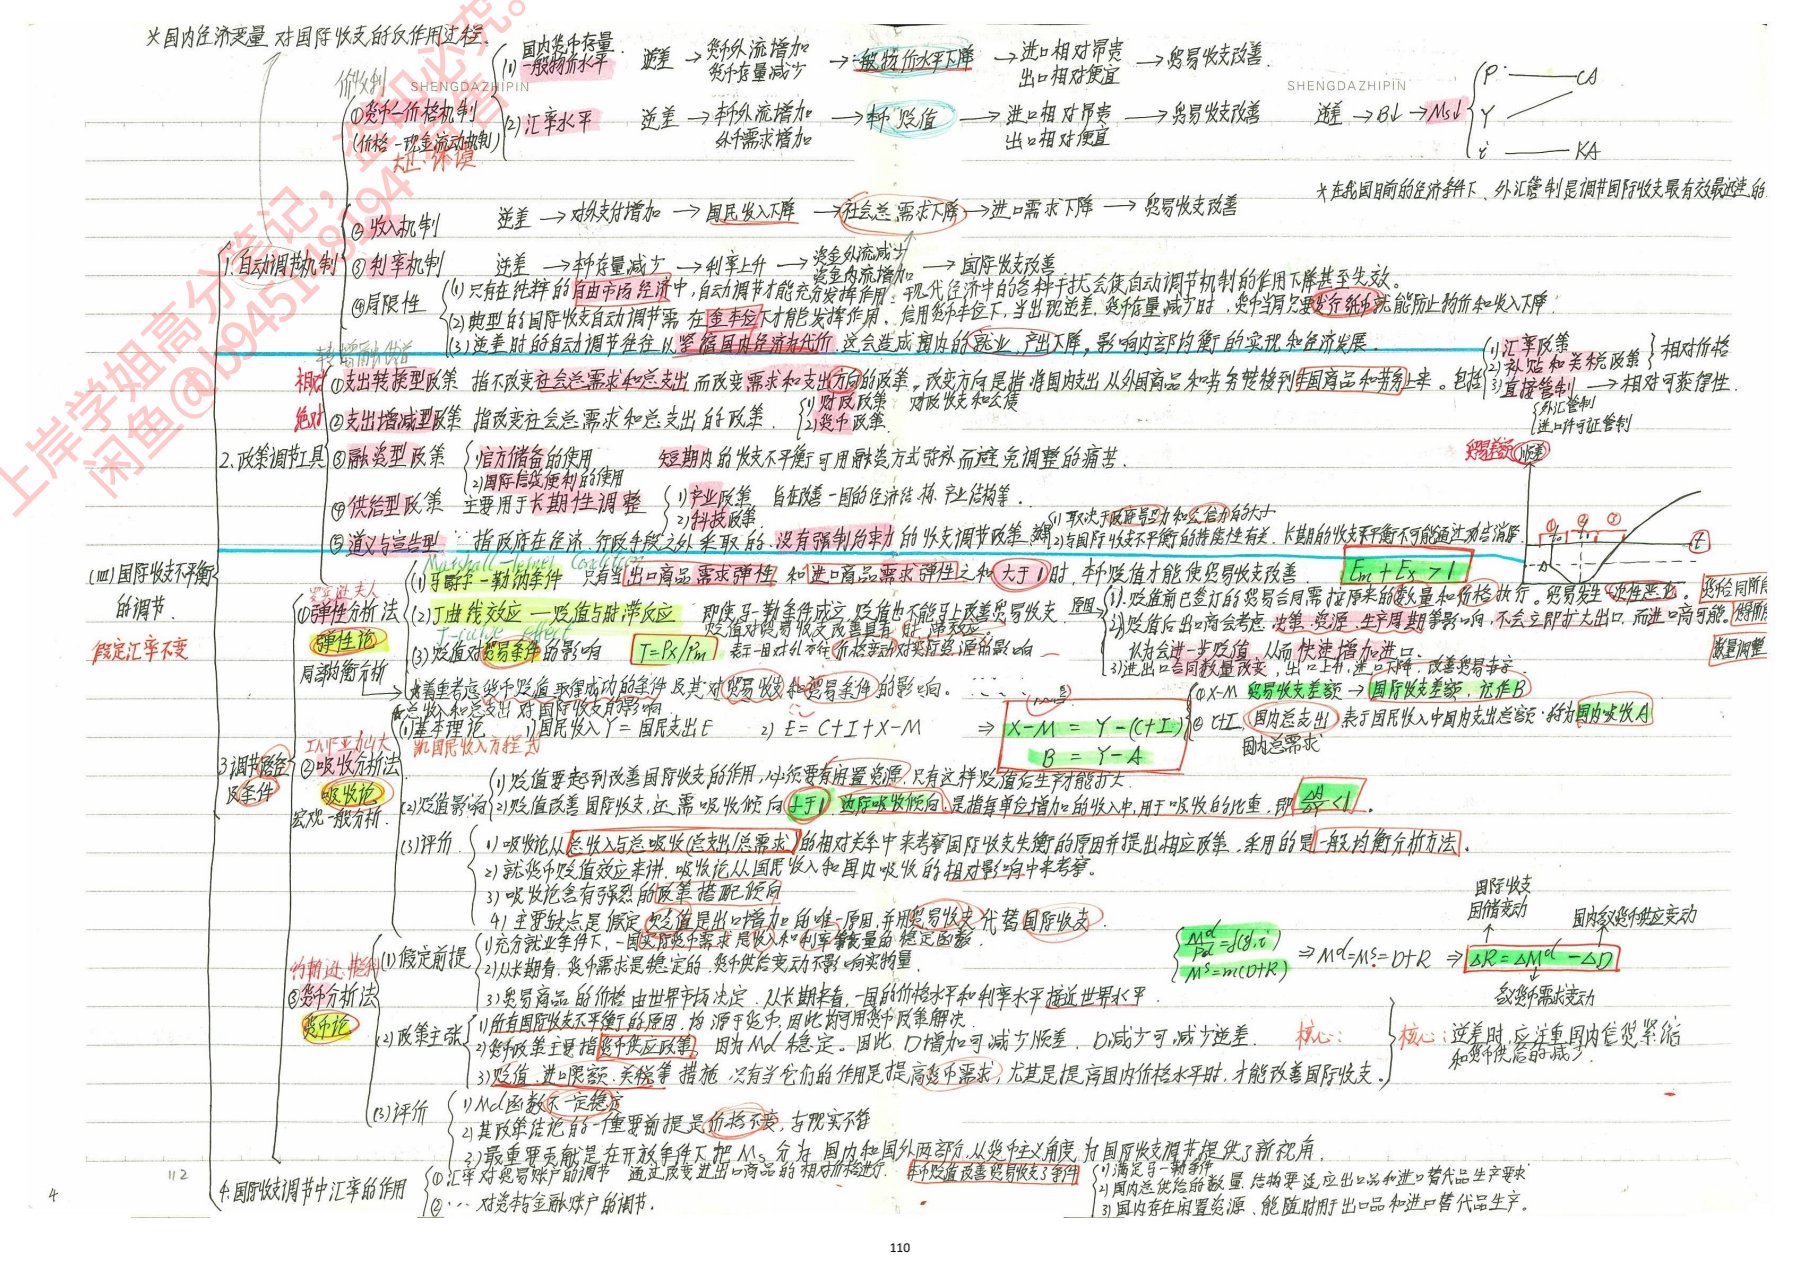 ※国内经济变量 对国际收支的反作用过程.
价收利
SHENGDAZHIPIN
SHENGDAZHIPIN
①货币—价格机制
(价格—现金流动机制)
大卫·休谟
(1) 国内货币存量
一般物价水平
逆差 → 货币外流增加
货币存量减少
→ 一般物价水平下降 → 进口相对昂贵
出口相对便宜
→ 贸易收支改善.
(2) 汇率水平
逆差 → 本币外流增加
外币需求增加
→ 本币贬值 → 进口相对昂贵
出口相对便宜
→ 贸易收支改善
逆差 → B↓ → Ms↓
P — CA
Y
i — KA
※在我国目前的经济条件下、外汇管制是调节国际收支最有效最迅速的
②收入机制 逆差 → 对外支付增加 → 国民收入下降 → 社会总需求下降 → 进口需求下降 → 贸易收支改善
1.自动调节机制
③利率机制 逆差 → 本币存量减少 → 利率上升 → 资金外流减少
资金内流增加
→ 国际收支改善
④局限性
(1)只有在纯粹的自由市场经济中,自动调节才能充分发挥作用.现代经济中的各种干扰会使自动调节机制的作用下降甚至失效。
(2)典型的国际收支自动调节需在金本位下才能发挥作用、信用货币本位下,当出现逆差,货币存量减少时,货币当局只要发行纸币就能防止物价和收入下降.
(3)逆差时的自动调节往往以紧缩国内经济为代价.这会造成国内的就业、产出下降,影响内部均衡的实现和经济发展.
转增融供道
相对 ①支出转换型政策 指不改变社会总需求和总支出而改变需求和支出方向的政策,改变方向是指将国内支出从外国商品和劳务转移到本国商品和劳务上来。包括
1)汇率政策
2)补贴和关税政策 } 相对价格
3)直接管制 → 相对可获得性.
外汇管制
进口许可证管制
绝对 ②支出增减型政策 指改变社会总需求和总支出的政策
1)财政政策 财政收支和公债
2)货币政策
2.政策调节工具
③融资型政策
1)官方储备的使用
2)国际信贷便利的使用
短期内的收支不平衡可用融资方式弥补而避免调整的痛苦.
④供给型政策 主要用于长期性调整
1)产业政策 旨在改善一国的经济结构、产业结构等.
2)科技政策.
⑤道义与宣告型 指政府在经济、行政手段之外采取的、没有强制约束力的收支调节政策
1)取决于政府号召力和公信力的大小
2)与国际收支不平衡的持续性有关、长期的收支不平衡不可能通过劝告消除
贸易差额 顺差
① ② ③
t
(四)国际收支不平衡
的调节.
假定汇率不变
罗宾逊夫人
①弹性分析法
弹性论
局部均衡分析
(1)马歇尔—勒纳条件 只有当出口商品需求弹性和进口商品需求弹性之和大于1时,本币贬值才能使贸易收支改善.
Em + Ex > 1
(2)J曲线效应—贬值与时滞反应 即使马-勒条件成立,贬值也不能马上改善贸易收支
贬值对贸易收支改善具有"时滞效应".
原因
1)贬值前已签订的贸易合同需按原来的数量和价格执行。贸易发生一次性恶化。
2)贬值后出口商会考虑决策、资源、生产周期等影响,不会立即扩大出口,而进口商可能
认为会进一步贬值,从而快速增加进口.
3)进出口合同数量改变,出口上升,进口下降,改善贸易收支
数量调整
(3)贬值对贸易条件的影响 T=Px/Pm 表示一国对外存在价格变动对实际资源的影响
→ 着重考虑货币贬值取得成功的条件及其对贸易收支和贸易条件的影响。
总收入和总支出对国际收支的影响
3.调节路径
及条件
②吸收分析法
吸收论
宏观一般分析.
(1)基本理论 1)国民收入Y=国民支出E 2) E=C+I+X-M
凯国民收入方程式
⇒ X-M = Y-(C+I)
B = Y-A
①X-M 贸易收支差额 → 国际收支差额,记作B
②C+I,国内总支出,表示国民收入中国内支出总额.称为国内吸收A
国内总需求
(2)贬值影响
1)贬值要起到改善国际收支的作用,必须要有闲置资源.只有这样贬值后生产才能扩大
2)贬值改善国际收支,还需吸收倾向小于1 边际吸收倾向:是指每单位增加的收入中,用于吸收的比重,即 ΔA/ΔY<1 。
(3)评价
1)吸收论从总收入与总吸收(总支出/总需求)的相对关系中来考察国际收支失衡的原因并提出相应政策、采用的是一般均衡分析方法.
2)就货币贬值效应来讲,吸收论从国民收入和国内吸收的相对影响中来考察。
3)吸收论含有强烈的政策搭配倾向
4)主要缺点是假定贬值是出口增加的唯一原因,并用贸易收支代替国际收支.
③货币分析法
货币论
(1)假定前提
1)充分就业条件下,一国实际货币需求是收入和利率等变量的稳定函数.
2)从长期看,货币需求是稳定的.货币供给变动不影响实物量.
3)贸易商品的价格由世界市场决定.从长期来看,一国的价格水平和利率水平接近世界水平.
Md/Pd=f(y,i)
Ms=m(D+R)
⇒ Md=Ms=D+R ⇒ ΔR=ΔMd-ΔD
国际收支
国储变动
国内名义货币供应变动
名义货币需求变动
(2)政策主张
1)所有国际收支不平衡的原因,均源于货币,因此均可用货币政策解决.
2)货币政策主要指货币供应政策.因为Md稳定。因此,D增加可减少顺差.D减少可减少逆差.
3)贬值、进口限额、关税等措施,只有当它们的作用是提高货币需求,尤其是提高国内价格水平时,才能改善国际收支.
核心:
核心:逆差时,应注重国内信贷紧缩
和货币供给的减少.
(3)评价
1)Md函数不一定稳定
2)其政策结论的一个重要前提是价格不变,与现实不符
3)最重要贡献是在开放条件下把Ms分为国内和国外两部分.从货币主义角度为国际收支调节提供了新视角
4.国际收支调节中汇率的作用
①汇率对贸易账户的调节 通过改变进出口商品的相对价格进行. 本币贬值改善贸易收支3条件
1)满足马-勒条件
2)国内总供给的数量、结构要适应出口品和进口替代品生产要求
3)国内存在闲置资源、能随时用于出口品和进口替代品生产。
②… 对资本与金融账户的调节.
112
4
110
上岸学姐高分笔记,盗印必究。
闲鱼@b945118194